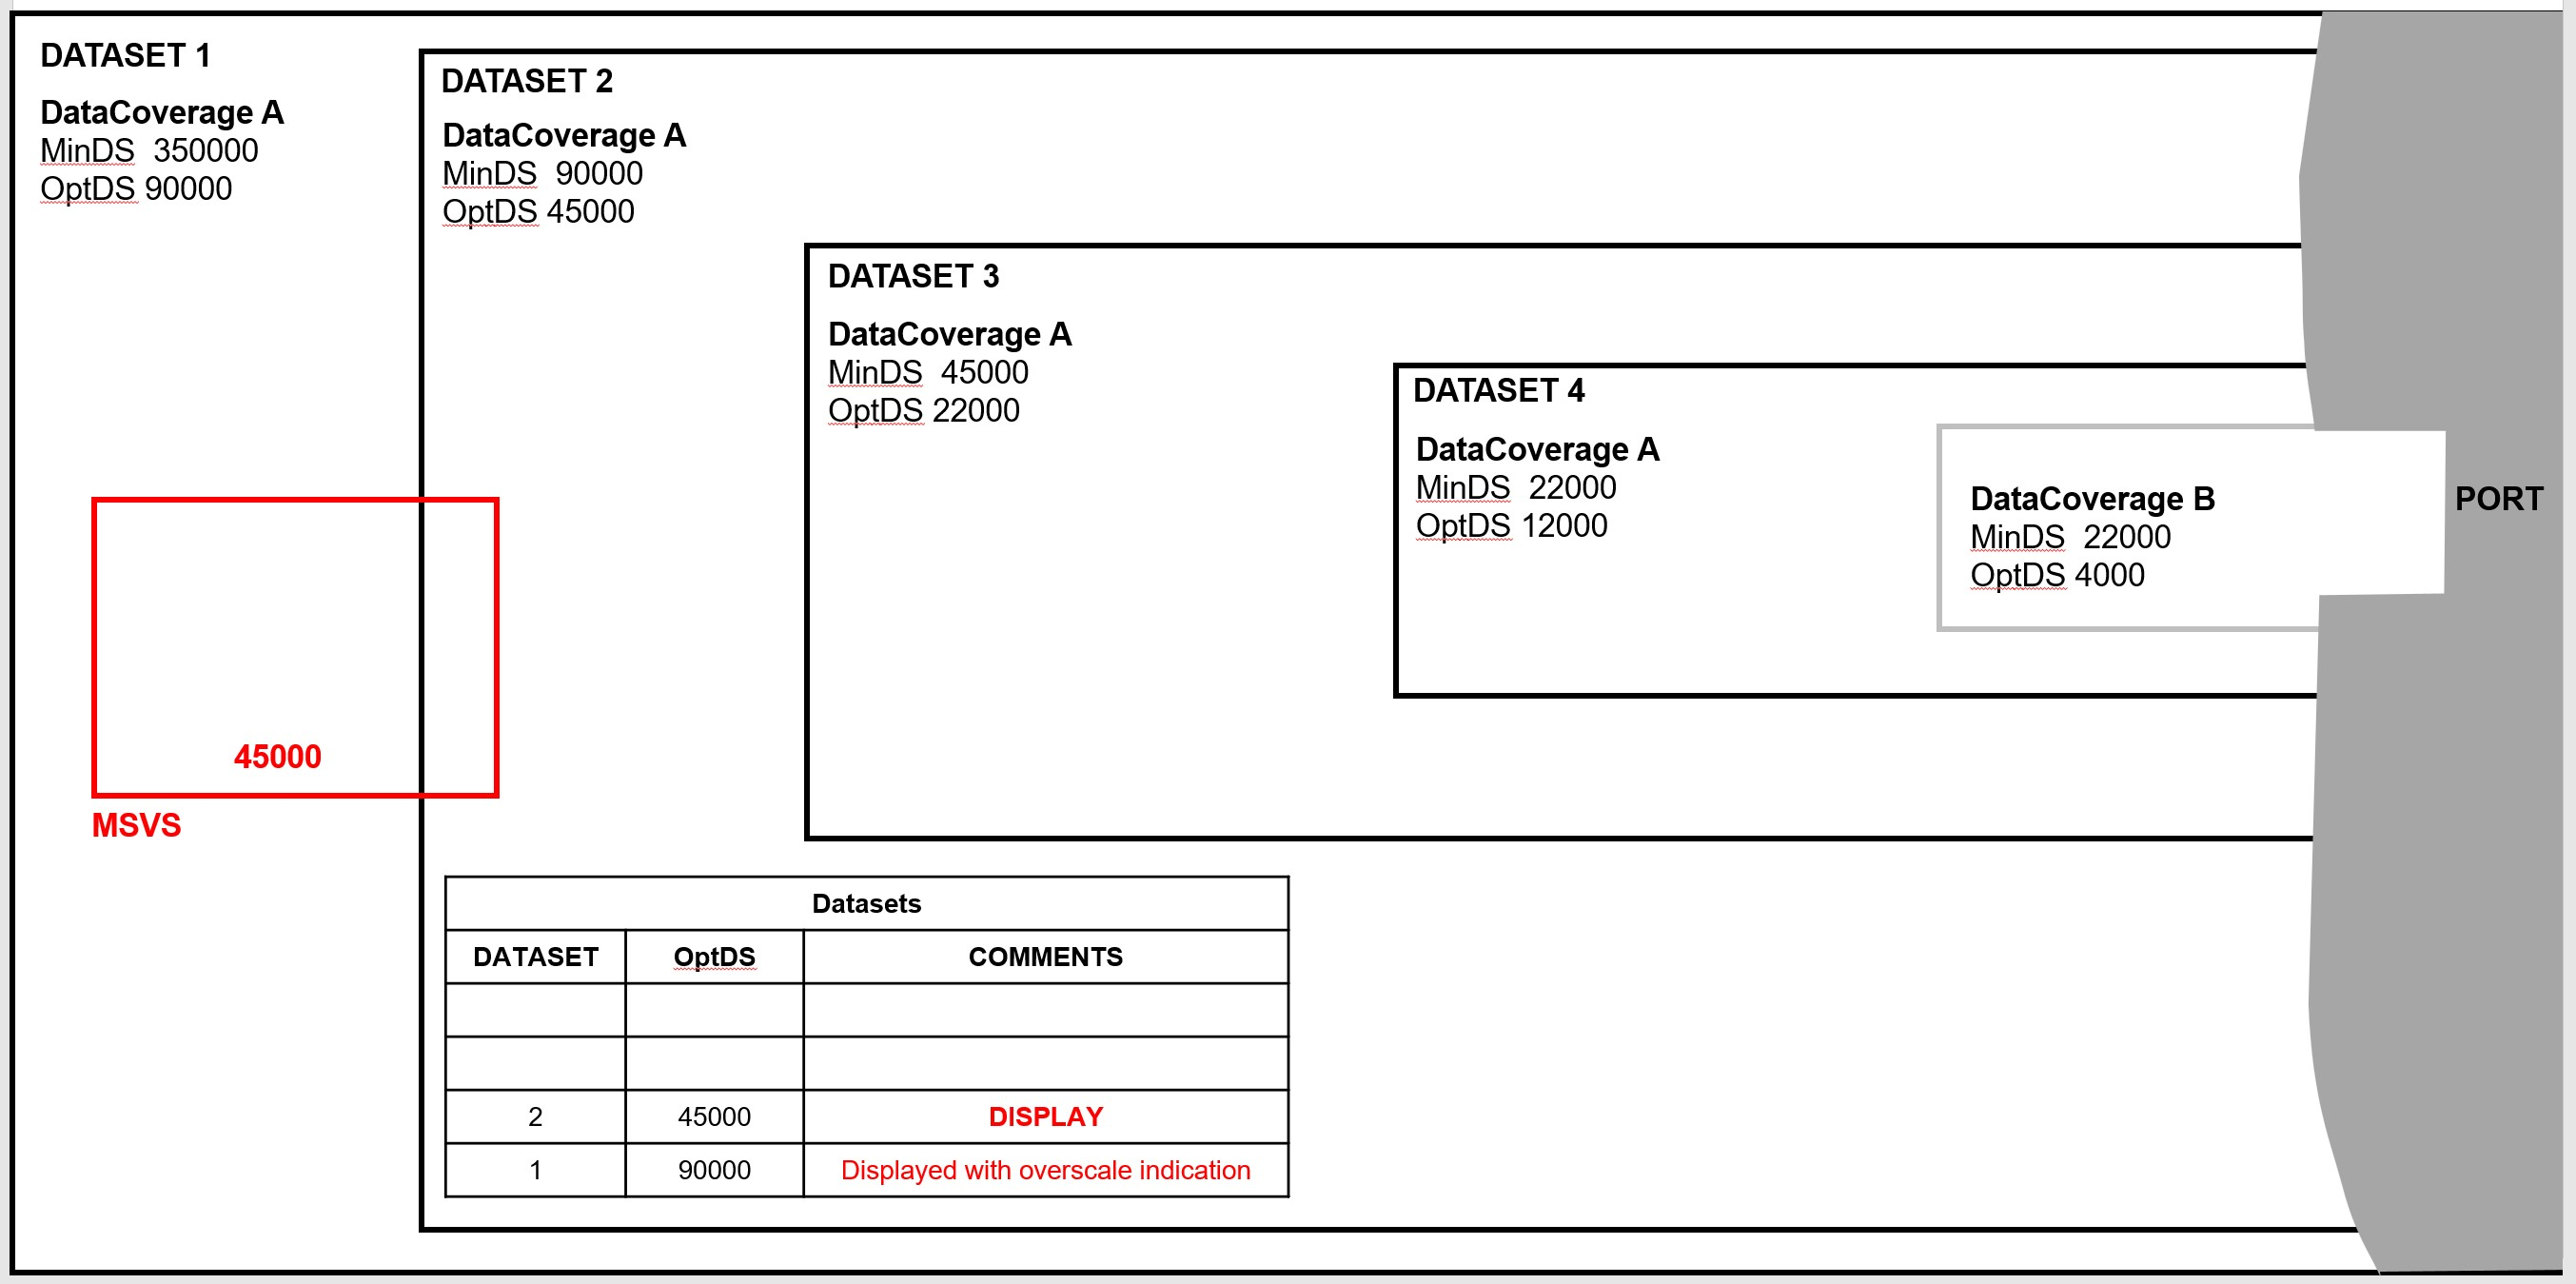 DATASET 1
DataCoverage A
MinDS 350000
OptDS 90000
DATASET 2
DataCoverage A
MinDS 90000
OptDS 45000
DATASET 3
DataCoverage A
MinDS 45000
OptDS 22000
DATASET 4
DataCoverage A
MinDS 22000
OptDS 12000
DataCoverage B
MinDS 22000
OptDS 4000
PORT
45000
MSVS
Datasets
DATASET OptDS COMMENTS
2 45000 DISPLAY
1 90000 Displayed with overscale indication